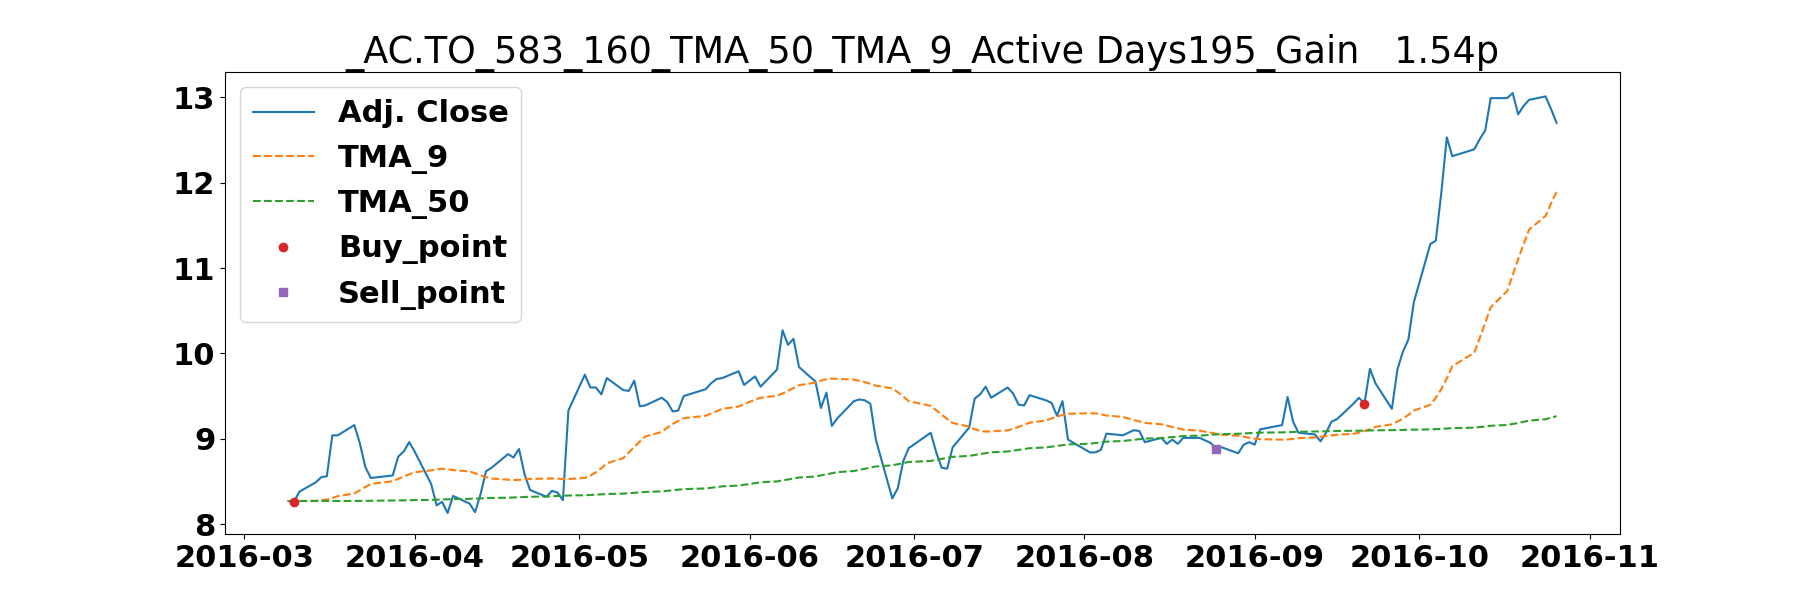 _AC.TO_583_160_TMA_50_TMA_9_Active Days195_Gain   1.54p
13
12
11
10
9
8
Adj. Close
TMA_9
TMA_50
Buy_point
Sell_point
2016-03 2016-04 2016-05 2016-06 2016-07 2016-08 2016-09 2016-10 2016-11